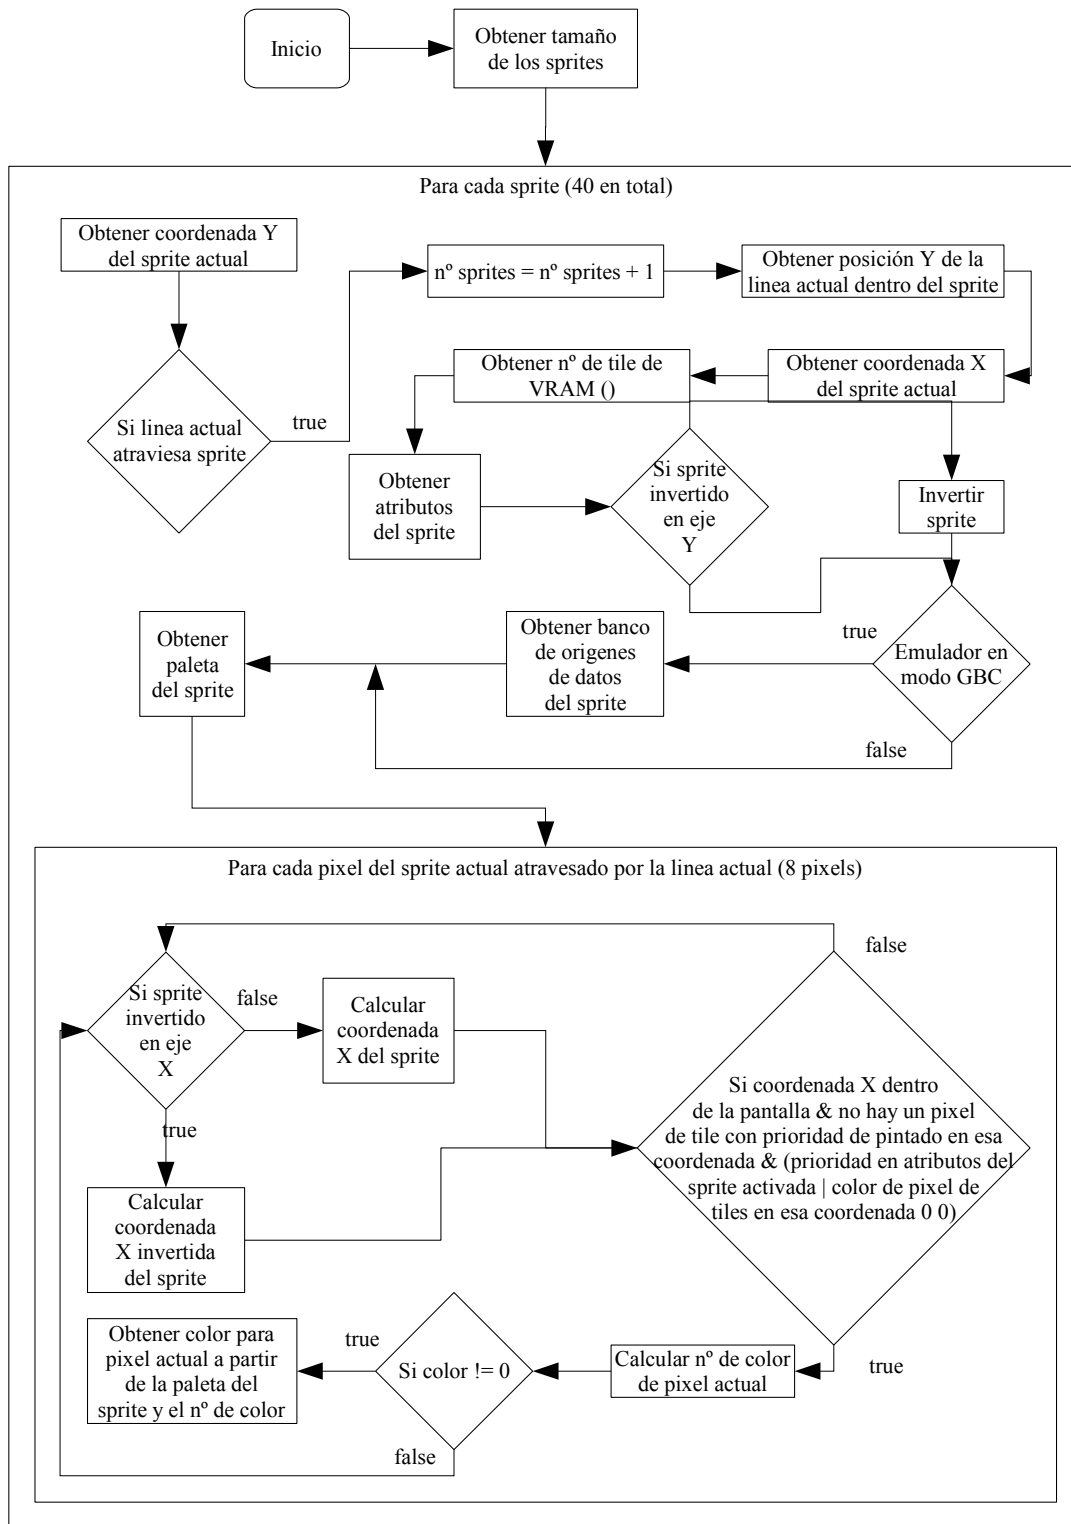 Inicio
Obtener tamaño
de los sprites
Para cada sprite (40 en total)
Obtener coordenada Y
del sprite actual
nº sprites = nº sprites + 1
Obtener posición Y de la
linea actual dentro del sprite
Si linea actual
atraviesa sprite
true
Obtener nº de tile de
VRAM ()
Obtener coordenada X
del sprite actual
Obtener
atributos
del sprite
Si sprite
invertido
en eje
Y
Invertir
sprite
Emulador en
modo GBC
true
false
Obtener banco
de origenes
de datos
del sprite
Obtener
paleta
del sprite
Para cada pixel del sprite actual atravesado por la linea actual (8 pixels)
false
Si sprite
invertido
en eje
X
false
true
Calcular
coordenada
X del sprite
Calcular
coordenada
X invertida
del sprite
Si coordenada X dentro
de la pantalla & no hay un pixel
de tile con prioridad de pintado en esa
coordenada & (prioridad en atributos del
sprite activada | color de pixel de
tiles en esa coordenada 0 0)
true
Calcular nº de color
de pixel actual
Si color != 0
true
false
Obtener color para
pixel actual a partir
de la paleta del
sprite y el nº de color